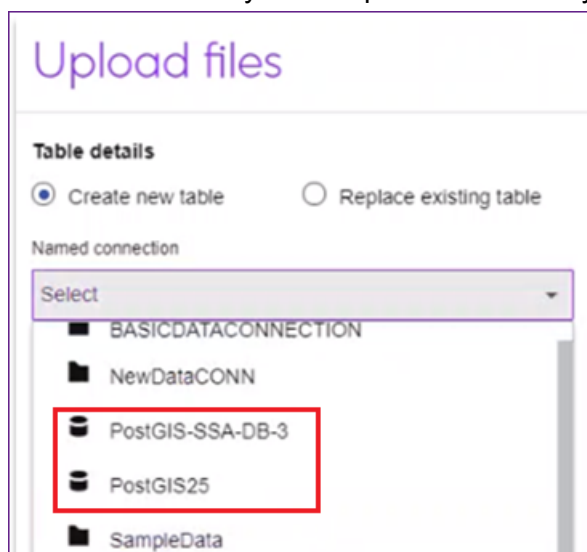 Upload files
Table details
Create new table Replace existing table
Named connection
Select
BASICDATACONNECTION
NewDataCONN
PostGIS-SSA-DB-3
PostGIS25
SampleData